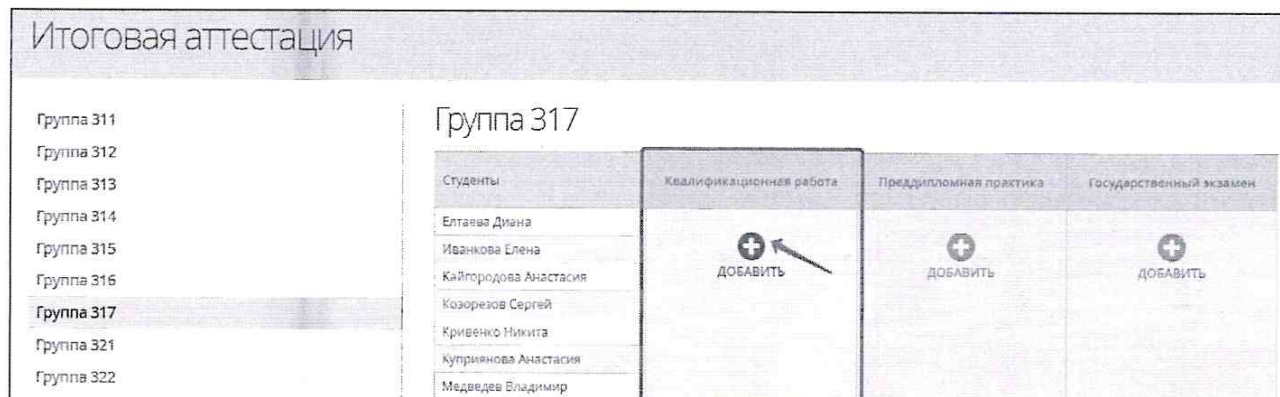 Итоговая аттестация
Группа 311
Группа 312
Группа 313
Группа 314
Группа 315
Группа 316
Группа 317
Группа 321
Группа 322
Группа 317
Студенты Квалификационная работа Преддипломная практика Государственный экзамен
Елтаева Диана
Иванкова Елена
Кайгородова Анастасия
Козорезов Сергей
Кривенко Никита
Куприянова Анастасия
Медведев Владимир
ДОБАВИТЬ ДОБАВИТЬ ДОБАВИТЬ